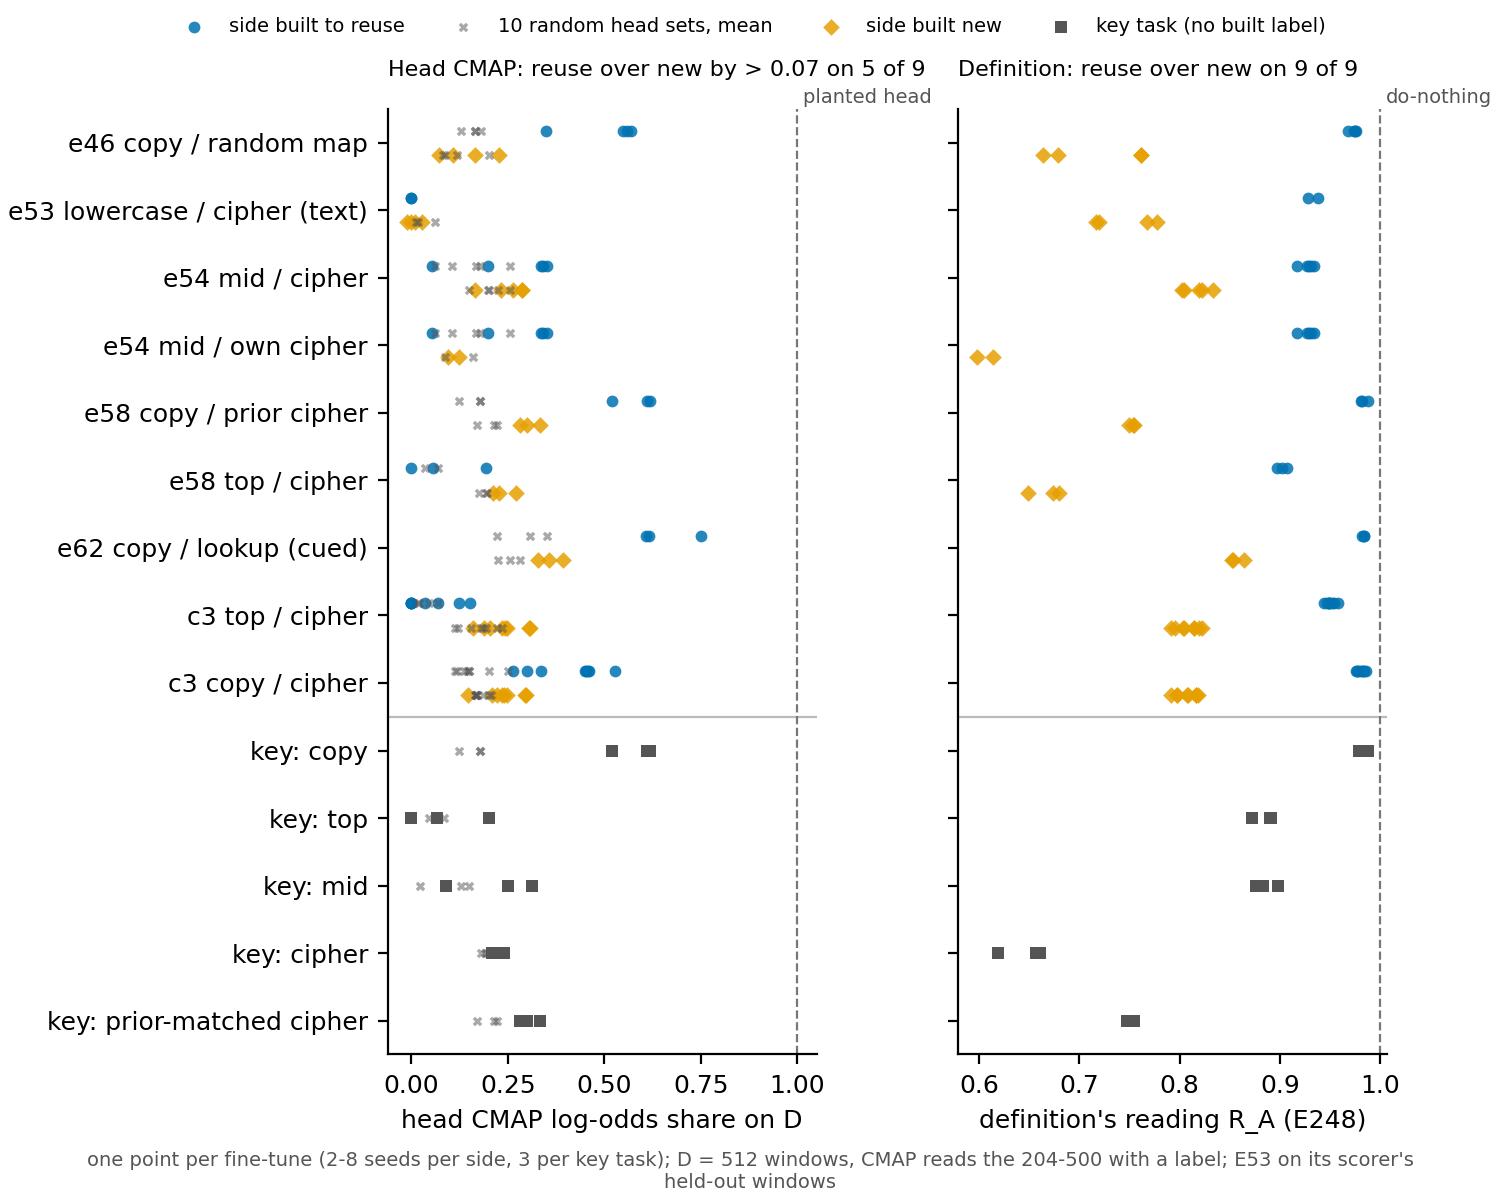 side built to reuse
10 random head sets, mean
side built new
key task (no built label)
Head CMAP: reuse over new by > 0.07 on 5 of 9
Definition: reuse over new on 9 of 9
planted head
do-nothing
e46 copy / random map
e53 lowercase / cipher (text)
e54 mid / cipher
e54 mid / own cipher
e58 copy / prior cipher
e58 top / cipher
e62 copy / lookup (cued)
c3 top / cipher
c3 copy / cipher
key: copy
key: top
key: mid
key: cipher
key: prior-matched cipher
0.00 0.25 0.50 0.75 1.00
0.6 0.7 0.8 0.9 1.0
head CMAP log-odds share on D
definition's reading R_A (E248)
one point per fine-tune (2-8 seeds per side, 3 per key task); D = 512 windows, CMAP reads the 204-500 with a label; E53 on its scorer's
held-out windows